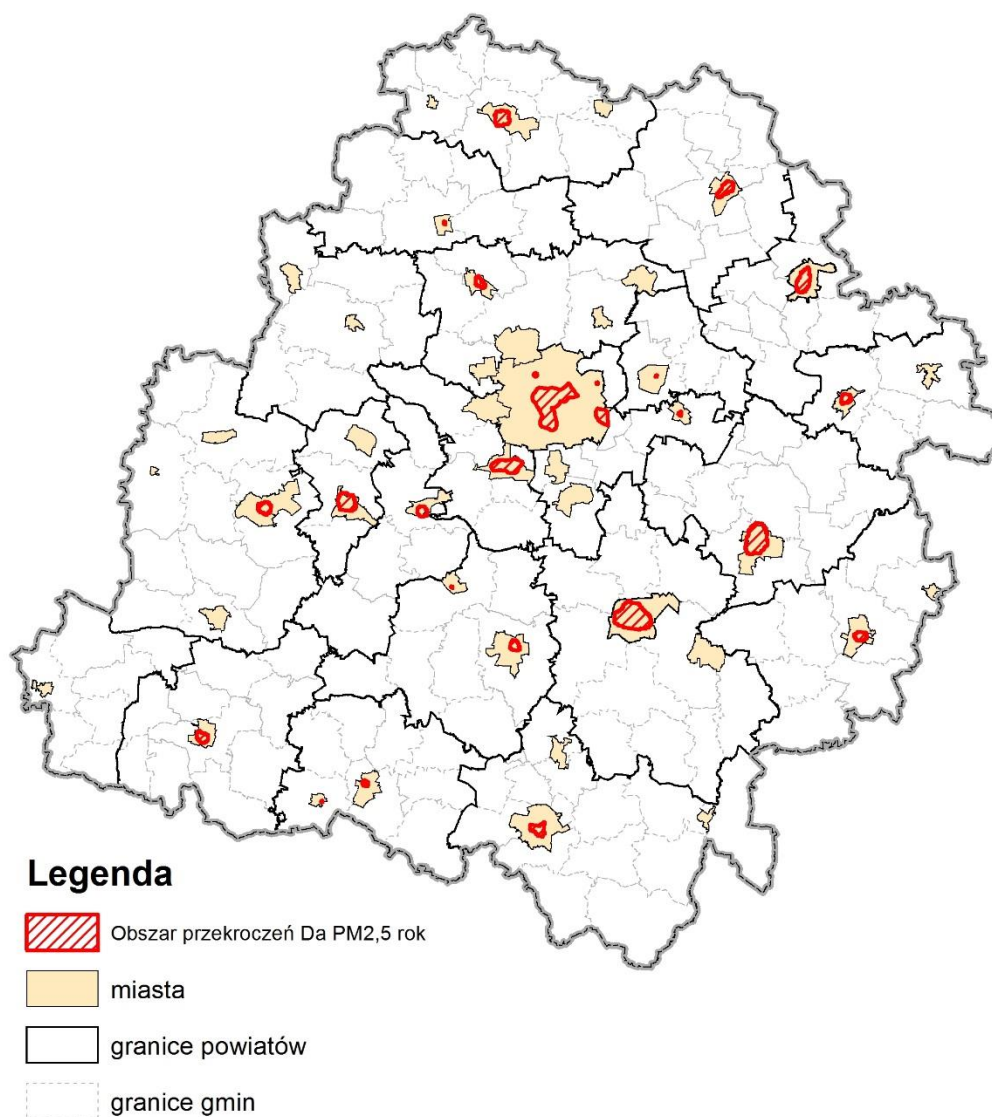 Legenda
Obszar przekroczeń Da PM2,5 rok
miasta
granice powiatów
granice gmin